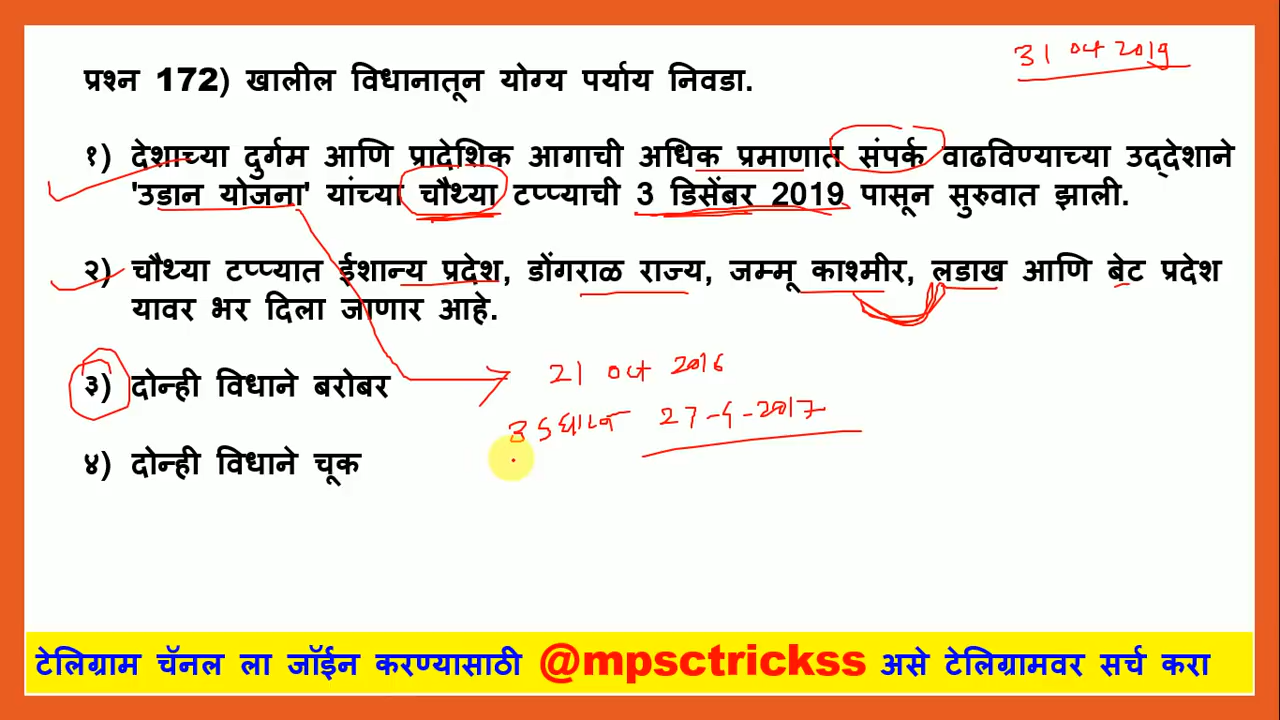 31 oct 2019
प्रश्न 172) खालील विधानातून योग्य पर्याय निवडा.
१) देशाच्या दुर्गम आणि प्रादेशिक आगाची अधिक प्रमाणात संपर्क वाढविण्याच्या उद्देशाने
'उडान योजना' यांच्या चौथ्या टप्प्याची 3 डिसेंबर 2019 पासून सुरुवात झाली.
२) चौथ्या टप्प्यात ईशान्य प्रदेश, डोंगराळ राज्य, जम्मू काश्मीर, लडाख आणि बेट प्रदेश
यावर भर दिला जाणार आहे.
३) दोन्ही विधाने बरोबर
21 oct 2016
27-4-2017
४) दोन्ही विधाने चूक
टेलिग्राम चॅनल ला जॉईन करण्यासाठी @mpsctrickss असे टेलिग्रामवर सर्च करा